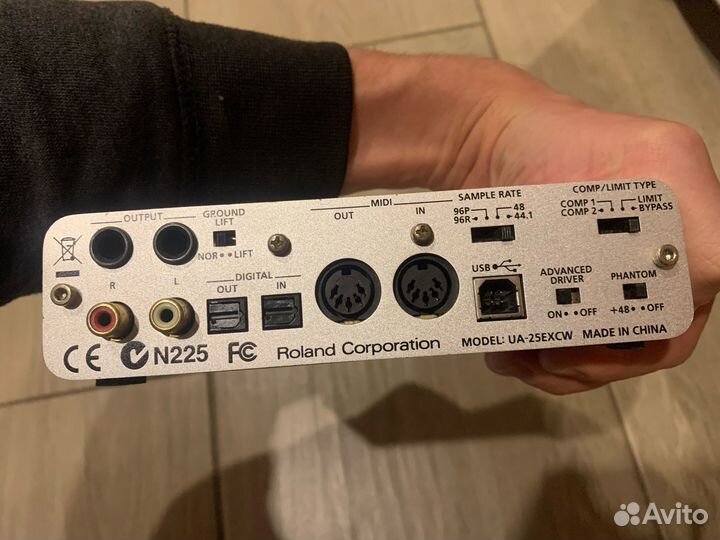 OUTPUT
R
L
GROUND
LIFT
NOR LIFT
DIGITAL
OUT IN
MIDI
OUT IN
SAMPLE RATE
96P 48
96R 44.1
COMP/LIMIT TYPE
COMP 1 LIMIT
COMP 2 BYPASS
USB
ADVANCED
DRIVER
ON OFF
PHANTOM
+48 OFF
CE N225 FC Roland Corporation MODEL: UA-25EXCW MADE IN CHINA
Avito